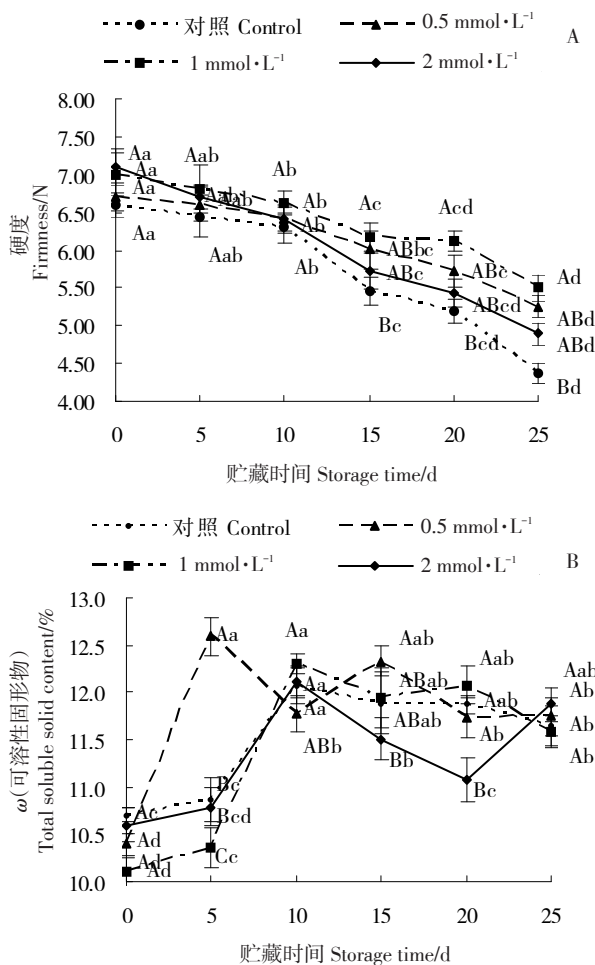 对照 Control
0.5 mmol·L⁻¹
A
1 mmol·L⁻¹
2 mmol·L⁻¹
8.00
7.50
7.00
6.50
6.00
5.50
5.00
4.50
4.00
硬度
Firmness/N
Aa
Aa
Aa
Aa
Aab
Aab
Aab
Aab
Ab
Ab
Ab
Ab
Ac
ABbc
ABc
Bc
Acd
ABc
ABcd
Bcd
Ad
ABd
ABd
Bd
0 5 10 15 20 25
贮藏时间 Storage time/d
对照 Control
0.5 mmol·L⁻¹
B
1 mmol·L⁻¹
2 mmol·L⁻¹
13.0
12.5
12.0
11.5
11.0
10.5
10.0
ω(可溶性固形物)
Total soluble solid content/%
Ac
Ad
Ad
Ad
Aa
Bc
Bcd
Cc
Aa
Aa
Aa
ABb
Aab
ABab
ABab
Bb
Aab
Aab
Ab
Bc
Aab
Ab
Ab
Ab
0 5 10 15 20 25
贮藏时间 Storage time/d